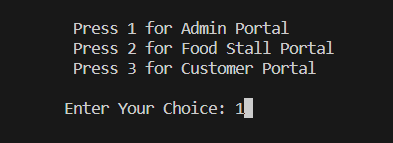 Press 1 for Admin Portal
Press 2 for Food Stall Portal
Press 3 for Customer Portal
Enter Your Choice: 1